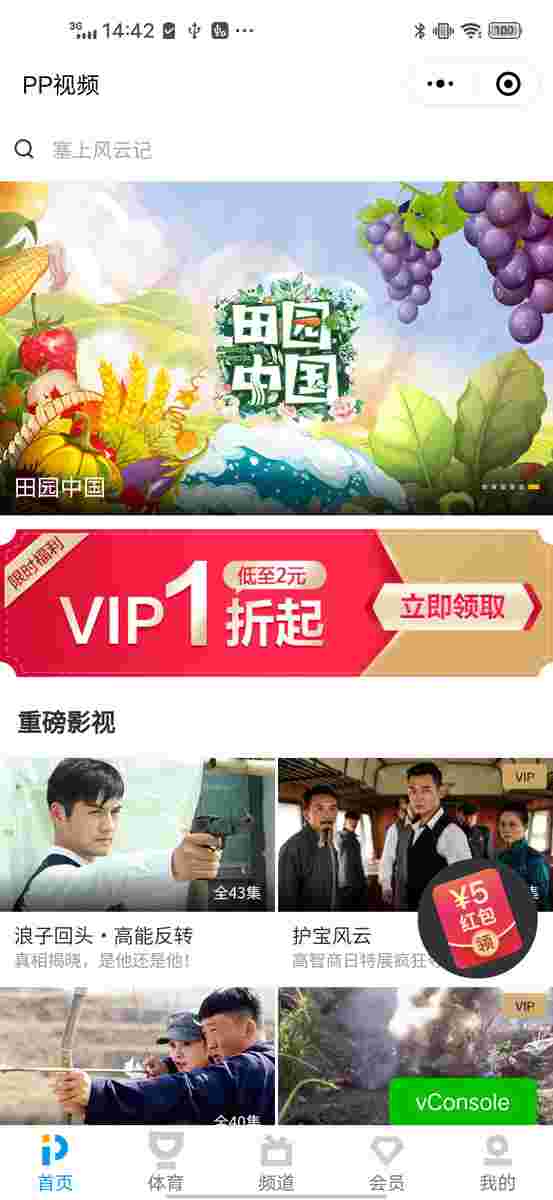 3G 14:42 100
PP视频
塞上风云记
田园
中国
田园中国
限时福利
VIP1折起
低至2元
立即领取
重磅影视
全43集
VIP
浪子回头·高能反转
护宝风云
真相揭晓，是他还是他！
高智商日特展疯狂
¥5
红包
领
全40集
VIP
vConsole
首页
体育
频道
会员
我的